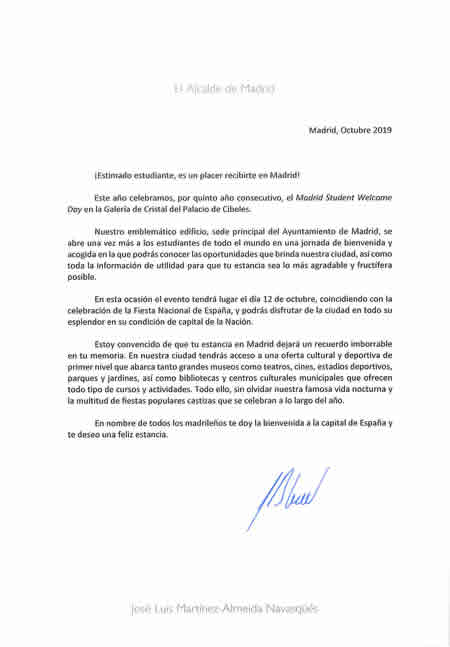 El Alcalde de Madrid
Madrid, Octubre 2019
¡Estimado estudiante, es un placer recibirte en Madrid!
Este año celebramos, por quinto año consecutivo, el Madrid Student Welcome
Day en la Galería de Cristal del Palacio de Cibeles.
Nuestro emblemático edificio, sede principal del Ayuntamiento de Madrid, se
abre una vez más a los estudiantes de todo el mundo en una jornada de bienvenida y
acogida en la que podrás conocer las oportunidades que brinda nuestra ciudad, así como
toda la información de utilidad para que tu estancia sea lo más agradable y fructífera
posible.
En esta ocasión el evento tendrá lugar el día 12 de octubre, coincidiendo con la
celebración de la Fiesta Nacional de España, y podrás disfrutar de la ciudad en todo su
esplendor en su condición de capital de la Nación.
Estoy convencido de que tu estancia en Madrid dejará un recuerdo imborrable
en tu memoria. En nuestra ciudad tendrás acceso a una oferta cultural y deportiva de
primer nivel que abarca tanto grandes museos como teatros, cines, estadios deportivos,
parques y jardines, así como bibliotecas y centros culturales municipales que ofrecen
todo tipo de cursos y actividades. Todo ello, sin olvidar nuestra famosa vida nocturna y
la multitud de fiestas populares castizas que se celebran a lo largo del año.
En nombre de todos los madrileños te doy la bienvenida a la capital de España y
te deseo una feliz estancia.
José Luis Martínez-Almeida Navasqüés